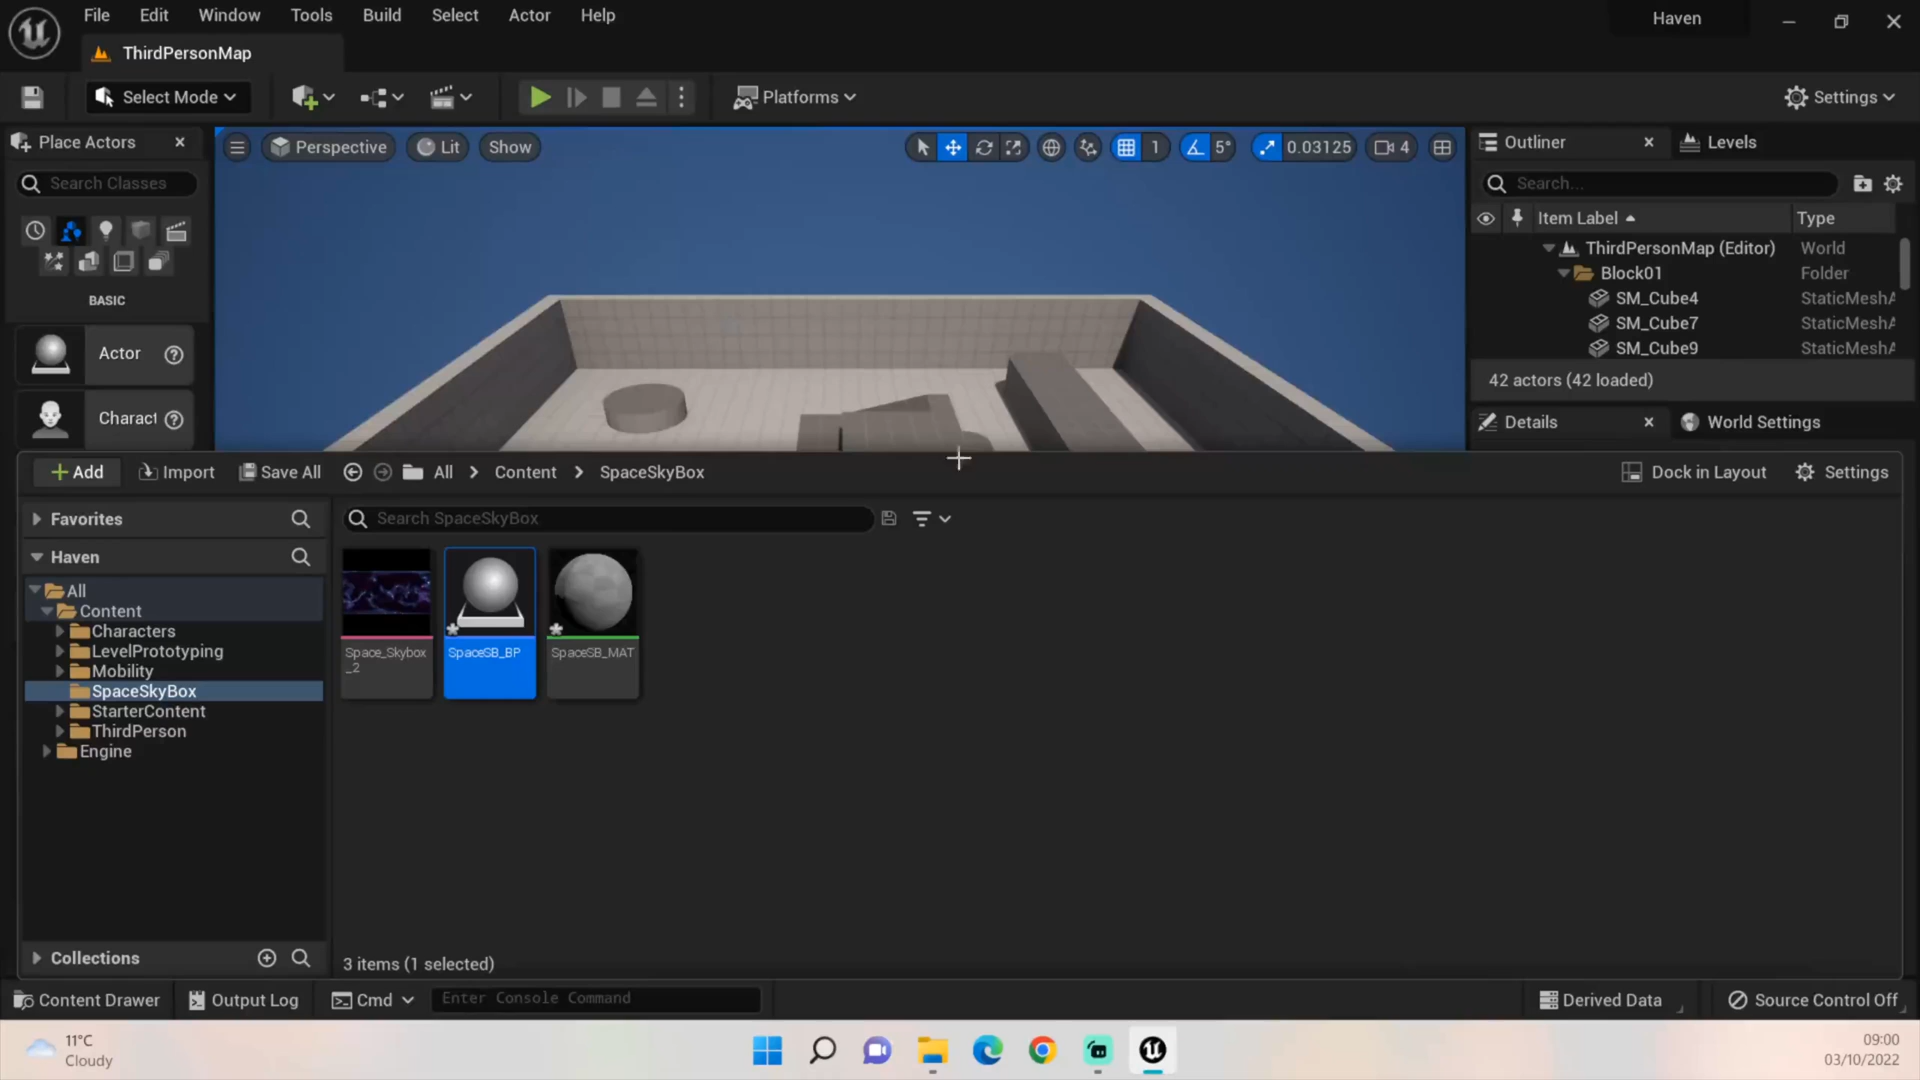 File Edit Window Tools Build Select Actor Help
Haven
ThirdPersonMap
Select Mode
Platforms
Settings
Place Actors
Perspective
Lit
Show
1
5°
0.03125
4
Outliner
Levels
Search Classes
Search...
Item Label
Type
ThirdPersonMap (Editor) World
Block01 Folder
SM_Cube4 StaticMeshA
SM_Cube7 StaticMeshA
SM_Cube9 StaticMeshA
42 actors (42 loaded)
BASIC
Actor
Charact
Details
World Settings
Add
Import
Save All
All > Content > SpaceSkyBox
Dock in Layout
Settings
Favorites
Search SpaceSkyBox
Haven
All
Content
Characters
LevelPrototyping
Mobility
SpaceSkyBox
StarterContent
ThirdPerson
Engine
Space_Skybox
_2
SpaceSB_BP
SpaceSB_MAT
Collections
3 items (1 selected)
Content Drawer
Output Log
Cmd
Enter Console Command
Derived Data
Source Control Off
11°C
Cloudy
09:00
03/10/2022